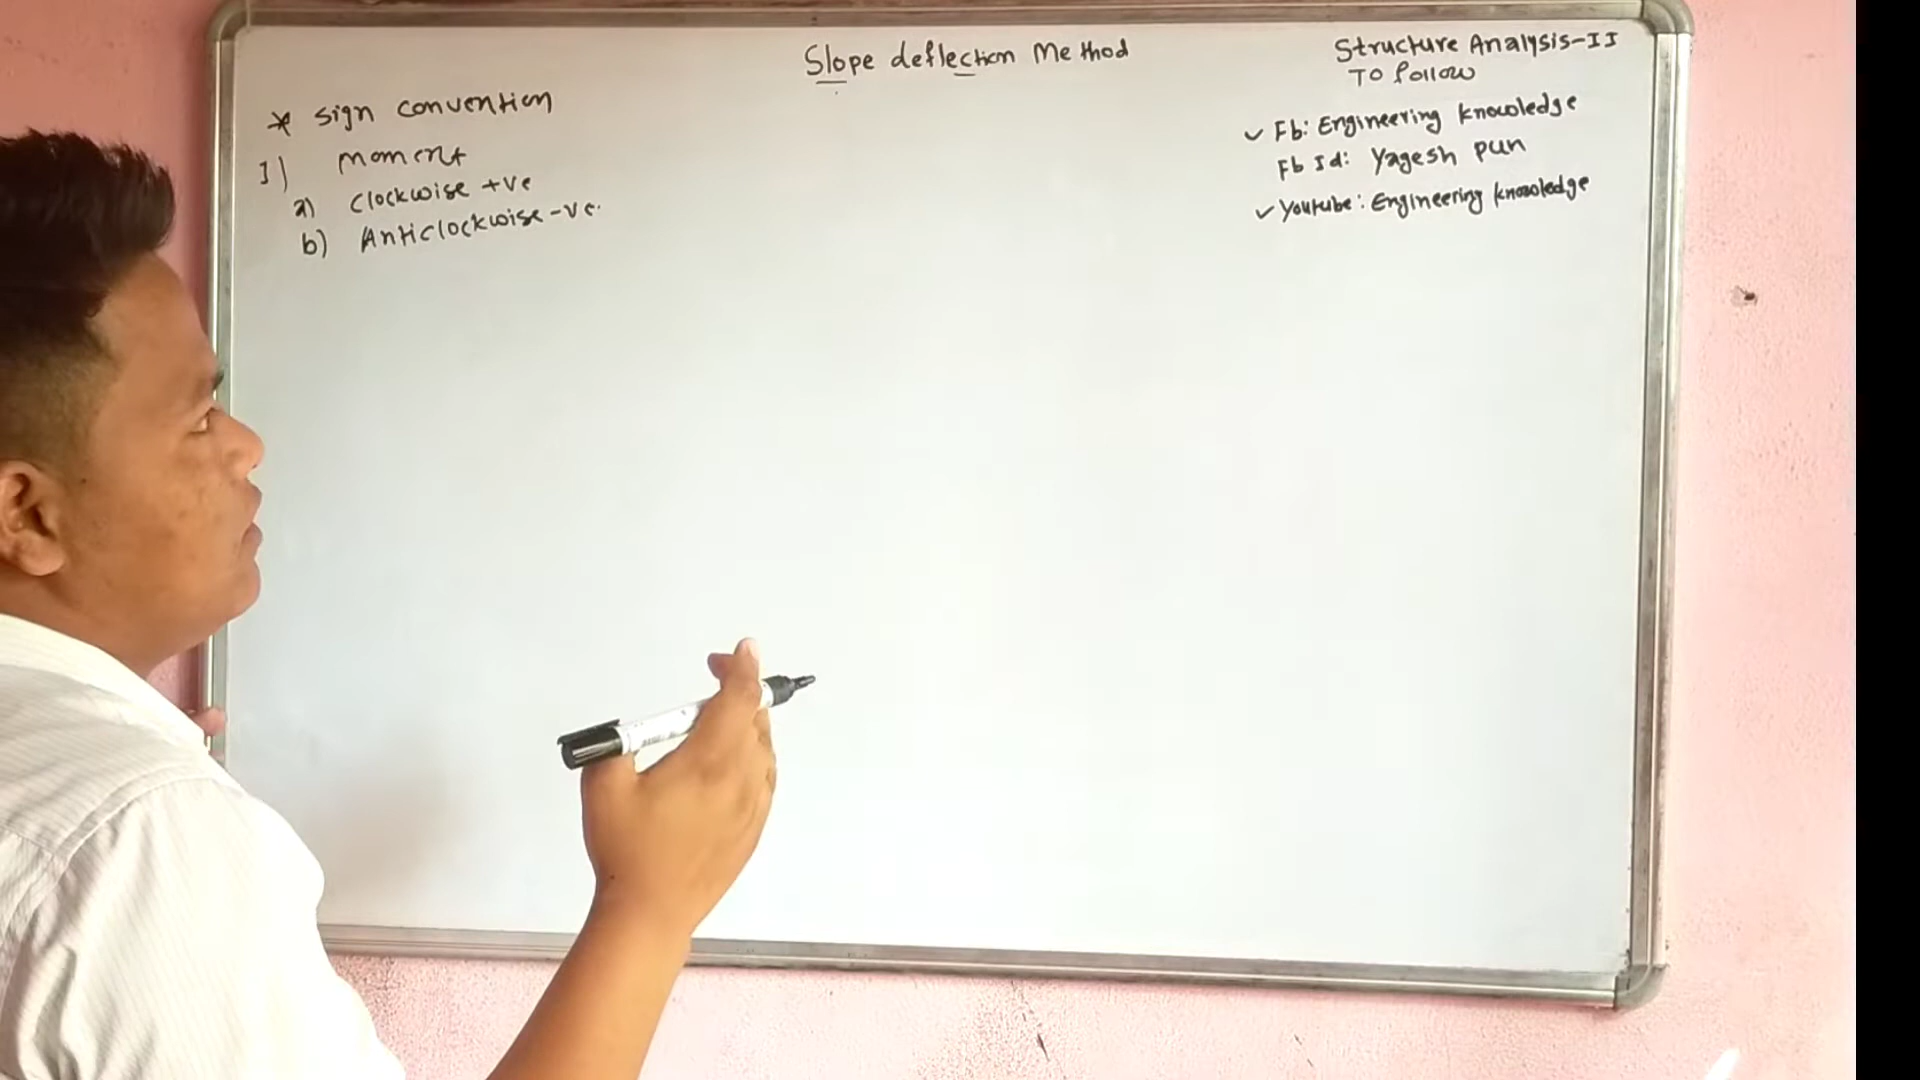 Slope deflection Method
Structure Analysis-II
To follow
* sign convention
✓ Fb: Engineering knowledge
1) moment
Fb Id: Yagesh pun
a) clockwise +ve
✓ Youtube: Engineering knowledge
b) Anticlockwise -ve.